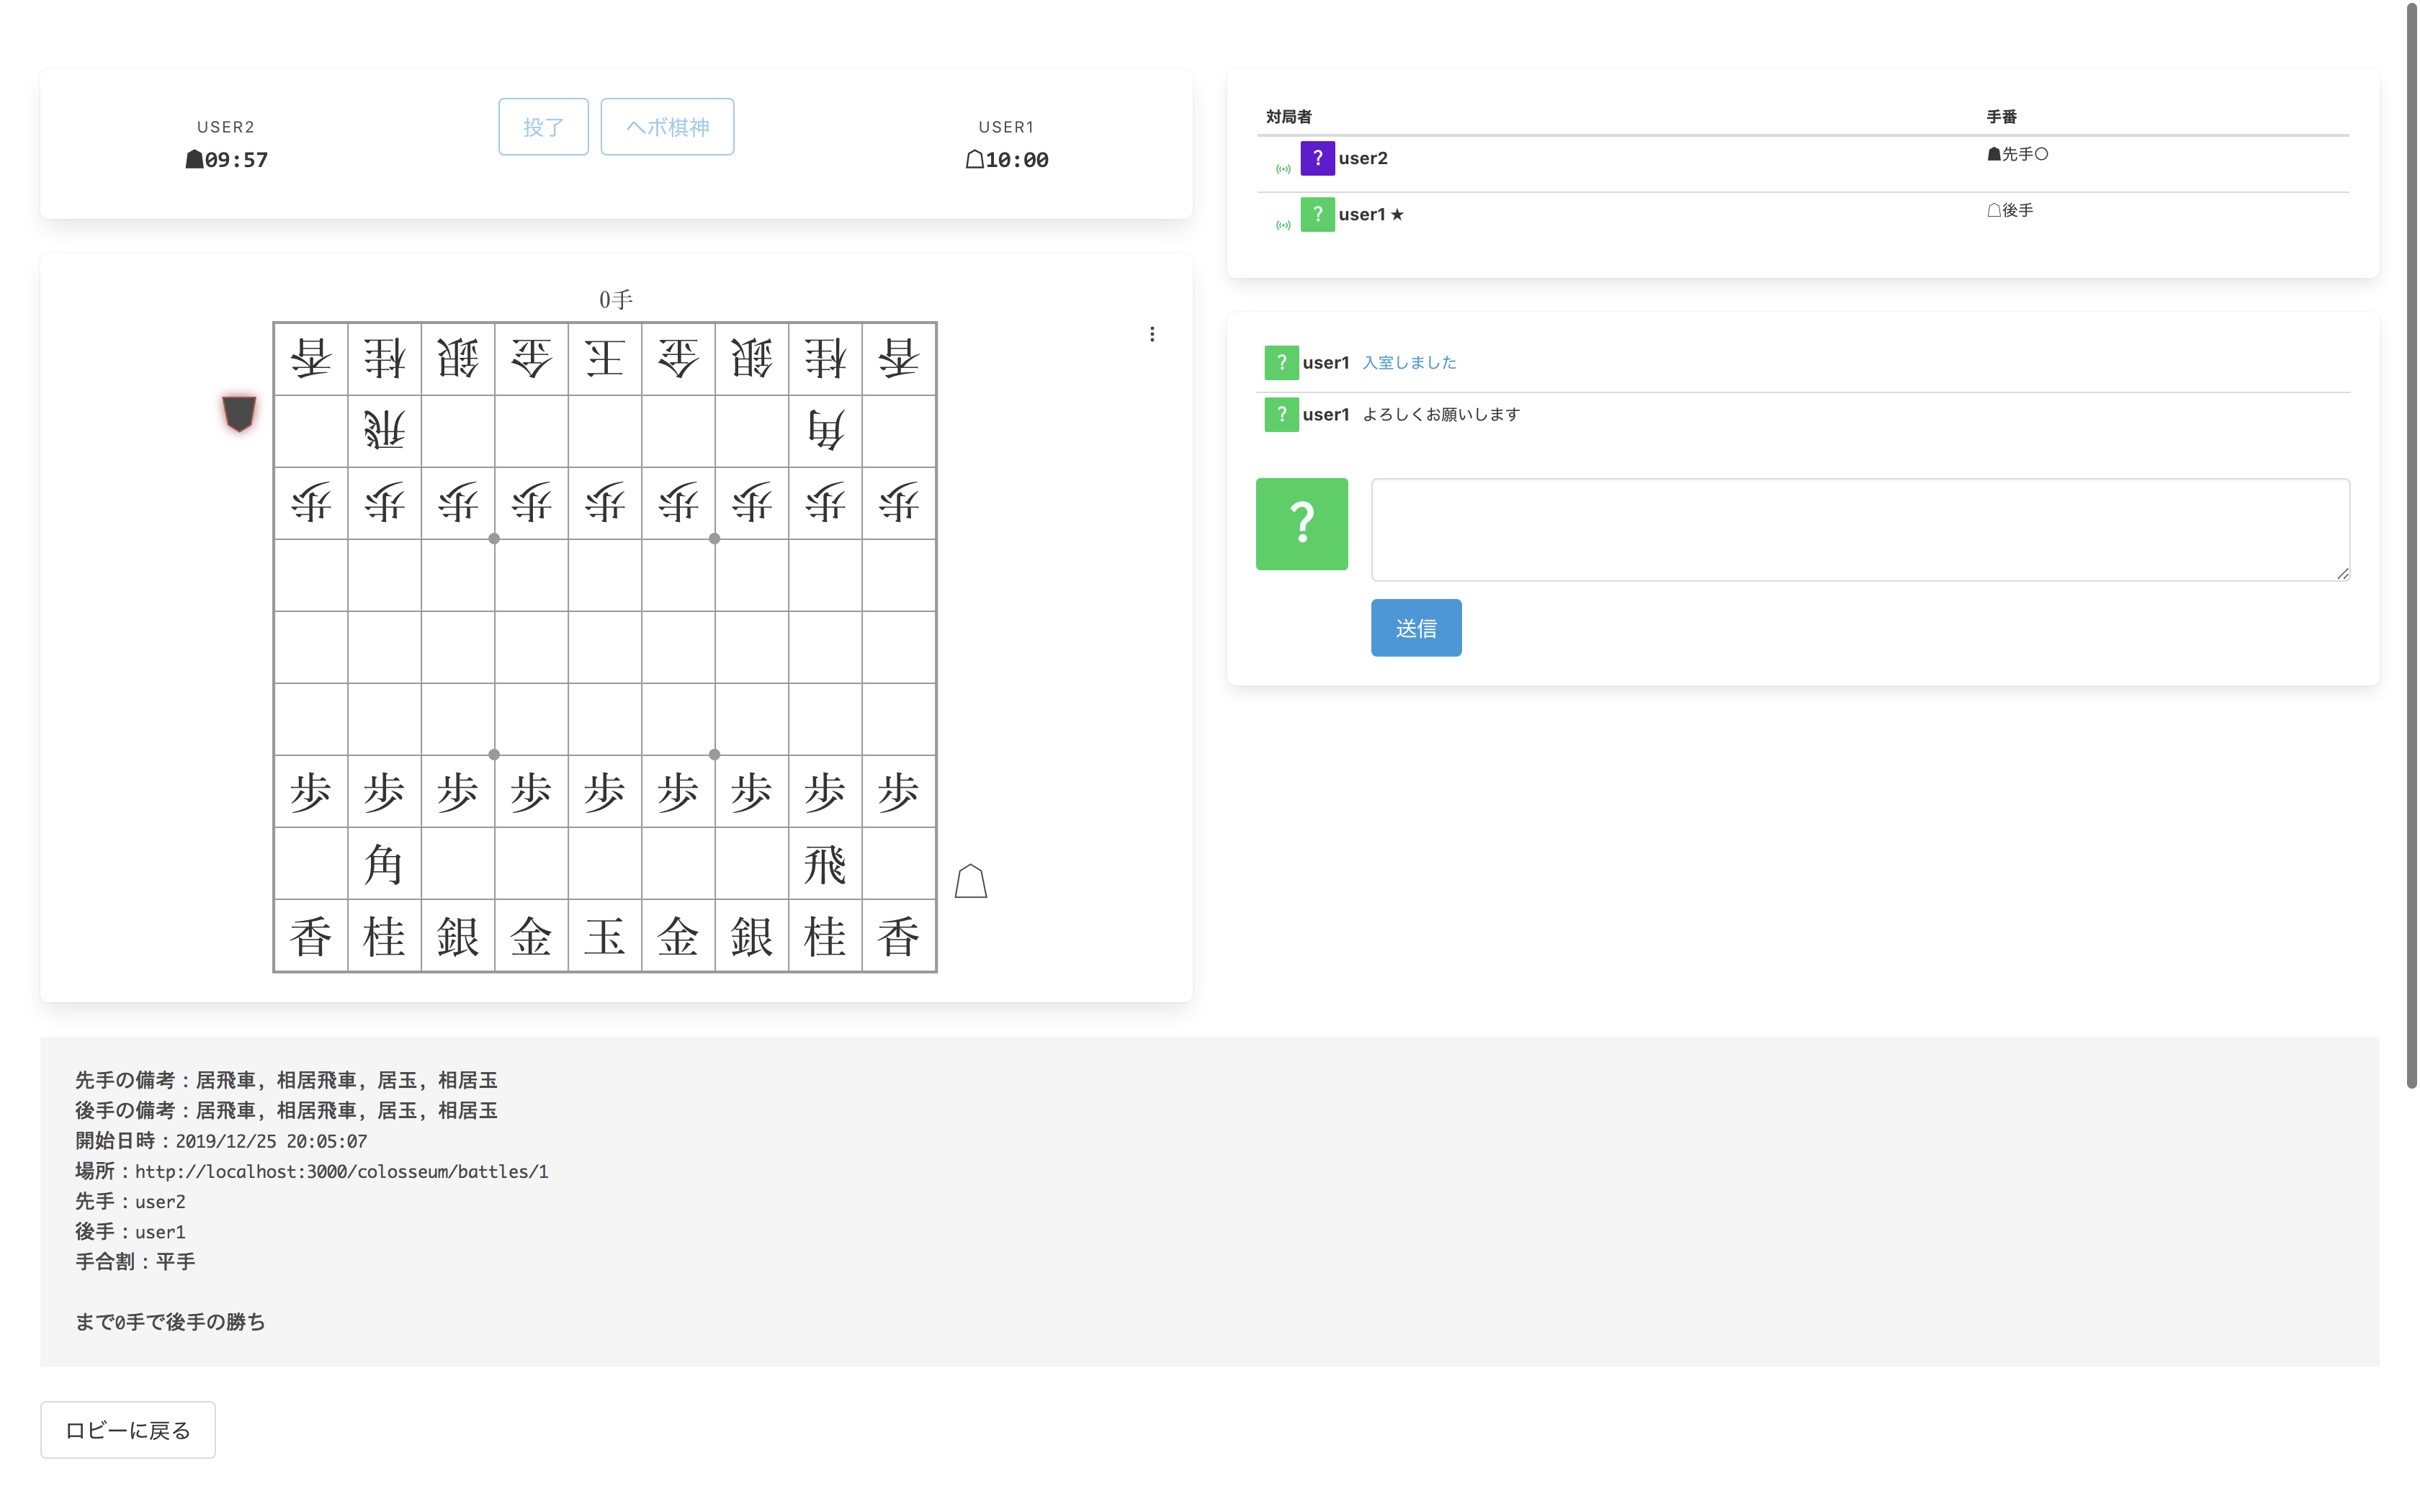 USER2
☗09:57
投了
ヘボ棋神
USER1
☖10:00
0手
香桂銀金王金銀桂香
飛角
歩歩歩歩歩歩歩歩歩
歩歩歩歩歩歩歩歩歩
角飛
香桂銀金玉金銀桂香
対局者 手番
? user2 ☗先手○
? user1★ ☖後手
? user1 入室しました
? user1 よろしくお願いします
?
送信
先手の備考：居飛車, 相居飛車, 居玉, 相居玉
後手の備考：居飛車, 相居飛車, 居玉, 相居玉
開始日時：2019/12/25 20:05:07
場所：http://localhost:3000/colosseum/battles/1
先手：user2
後手：user1
手合割：平手
まで0手で後手の勝ち
ロビーに戻る